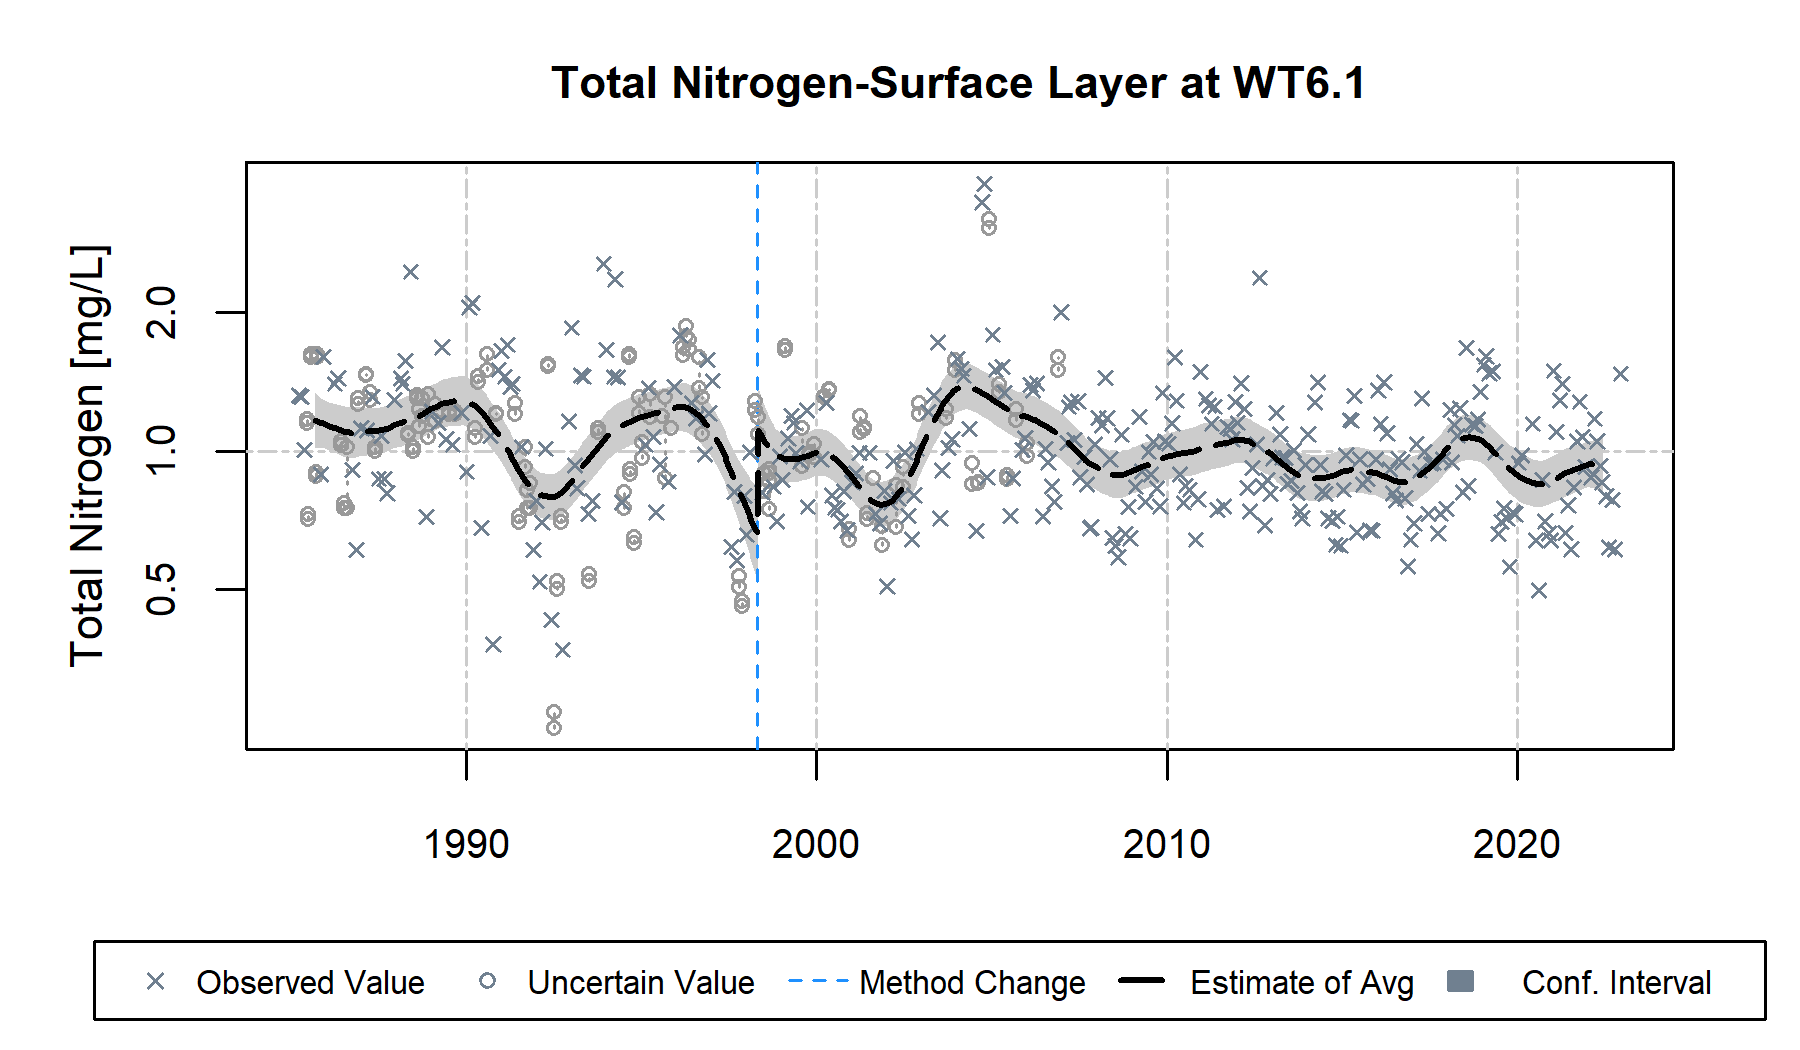 Total Nitrogen-Surface Layer at WT6.1
Total Nitrogen [mg/L]
2.0
1.0
0.5
1990 2000 2010 2020
Observed Value Uncertain Value Method Change Estimate of Avg Conf. Interval